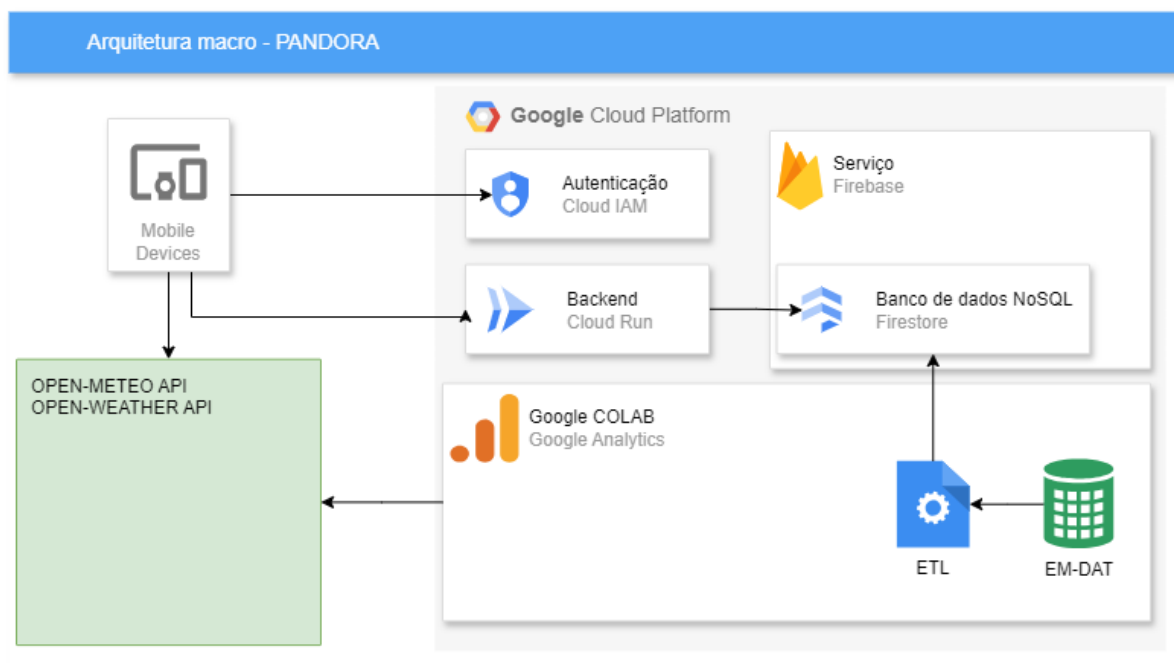 Arquitetura macro - PANDORA
Google Cloud Platform
Mobile
Devices
Autenticação
Cloud IAM
Serviço
Firebase
Backend
Cloud Run
Banco de dados NoSQL
Firestore
OPEN-METEO API
OPEN-WEATHER API
Google COLAB
Google Analytics
ETL
EM-DAT